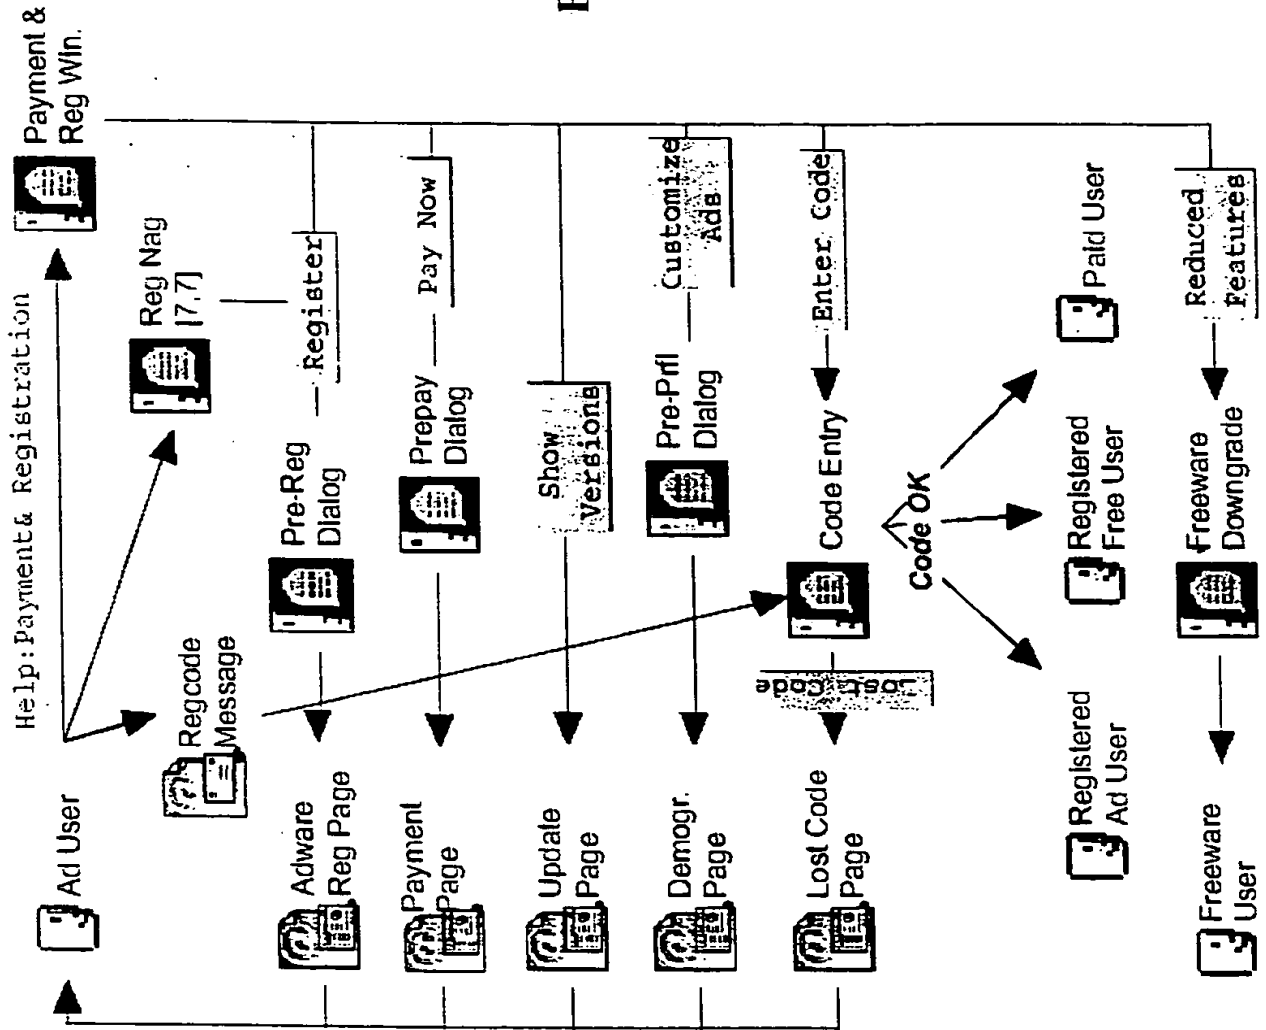 Help:Payment& Registration
Ad User
Payment &
Reg Win.
Reg Nag
[7.7]
Regcode
Message
Adware
Reg Page
Pre-Reg
Dialog
Register
Payment
Page
Prepay
Dialog
Pay Now
Update
Page
Show
Versions
Demogr.
Page
Pre-Prfl
Dialog
Customize
Ads
Lost Code
Page
Lost Code
Code Entry
Enter Code
Code OK
Registered
Ad User
Registered
Free User
Paid User
Freeware
User
Freeware
Downgrade
Reduced
Features